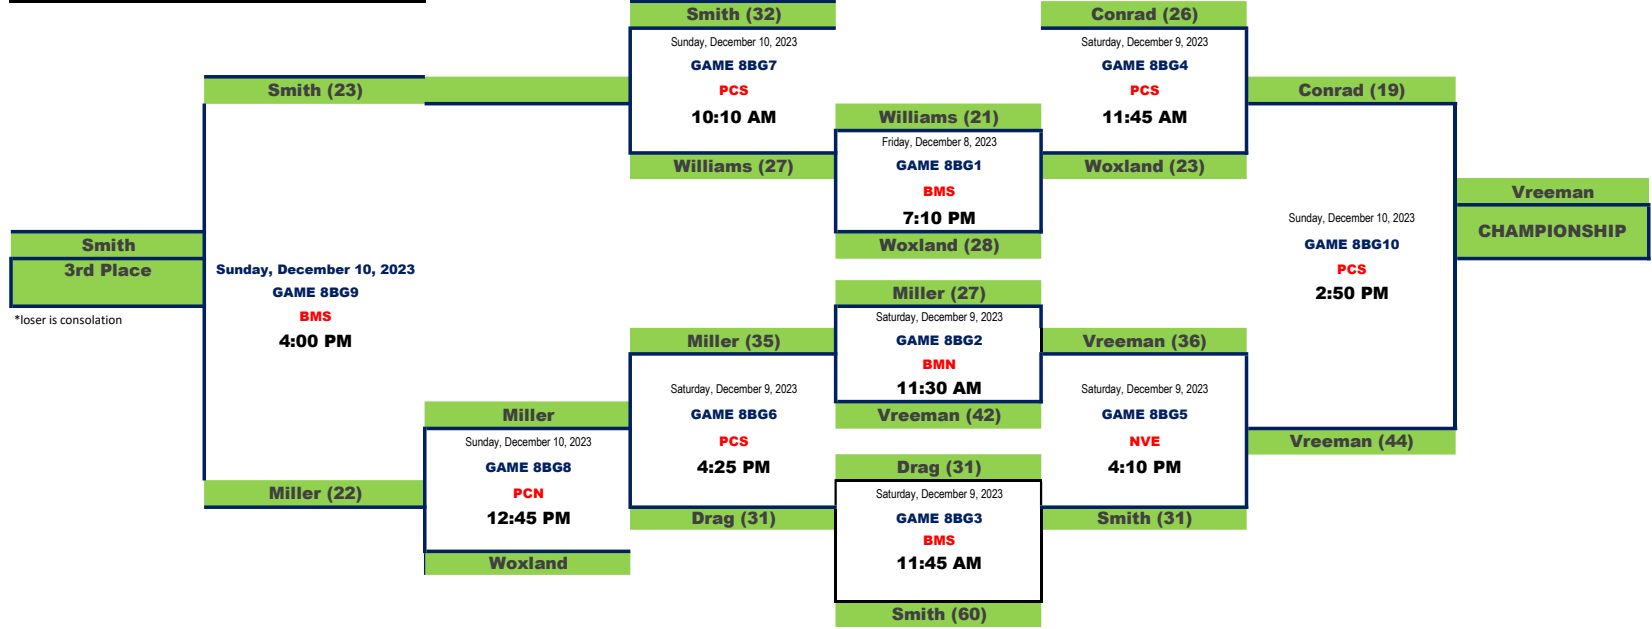 Smith (32)
Sunday, December 10, 2023
GAME 8BG7
PCS
10:10 AM
Williams (27)
Conrad (26)
Saturday, December 9, 2023
GAME 8BG4
PCS
11:45 AM
Woxland (23)
Smith (23)
Conrad (19)
Williams (21)
Friday, December 8, 2023
GAME 8BG1
BMS
7:10 PM
Woxland (28)
Vreeman
CHAMPIONSHIP
Sunday, December 10, 2023
GAME 8BG10
PCS
2:50 PM
Smith
3rd Place
*loser is consolation
Sunday, December 10, 2023
GAME 8BG9
BMS
4:00 PM
Miller (27)
Saturday, December 9, 2023
GAME 8BG2
BMN
11:30 AM
Vreeman (42)
Miller (35)
Saturday, December 9, 2023
GAME 8BG6
PCS
4:25 PM
Drag (31)
Vreeman (36)
Saturday, December 9, 2023
GAME 8BG5
NVE
4:10 PM
Smith (31)
Vreeman (44)
Miller
Sunday, December 10, 2023
GAME 8BG8
PCN
12:45 PM
Woxland
Miller (22)
Drag (31)
Saturday, December 9, 2023
GAME 8BG3
BMS
11:45 AM
Smith (60)